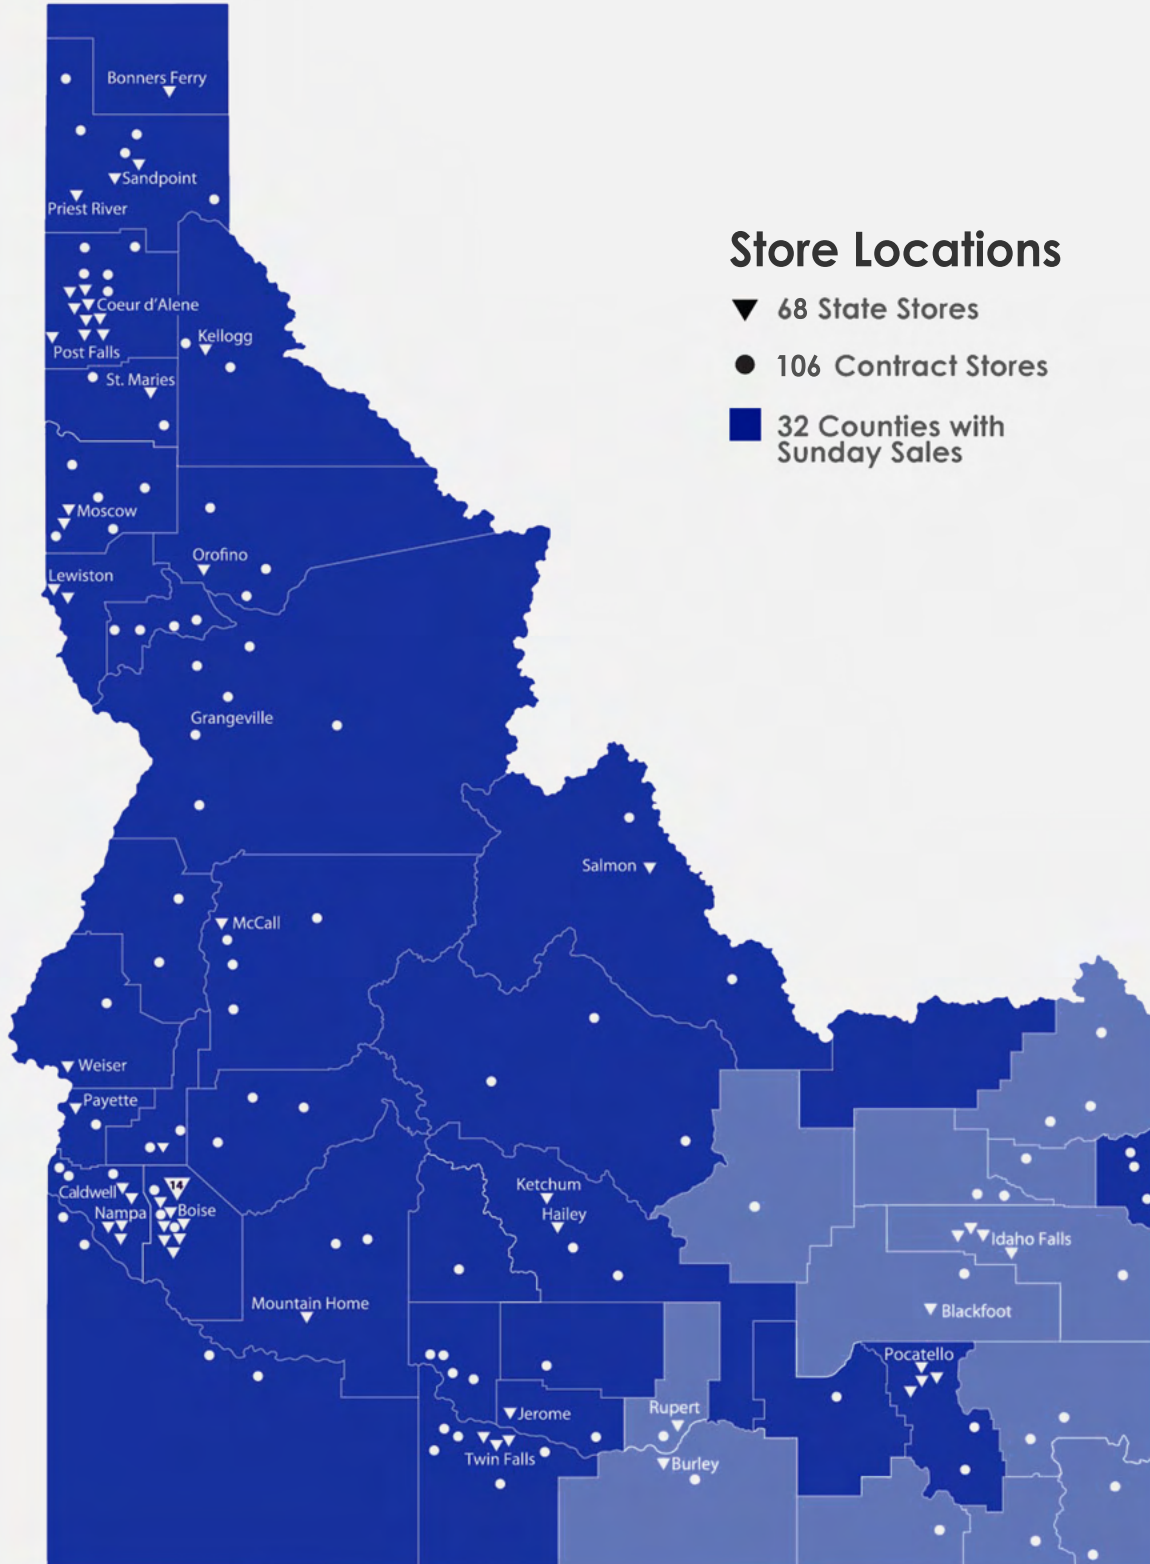 Bonners Ferry
Sandpoint
Priest River
Store Locations
68 State Stores
106 Contract Stores
32 Counties with
Sunday Sales
Coeur d'Alene
Kellogg
Post Falls
St. Maries
Moscow
Orofino
Lewiston
Grangeville
Salmon
McCall
Weiser
Payette
Caldwell
14
Ketchum
Nampa
Boise
Hailey
Idaho Falls
Mountain Home
Blackfoot
Pocatello
Jerome
Rupert
Twin Falls
Burley